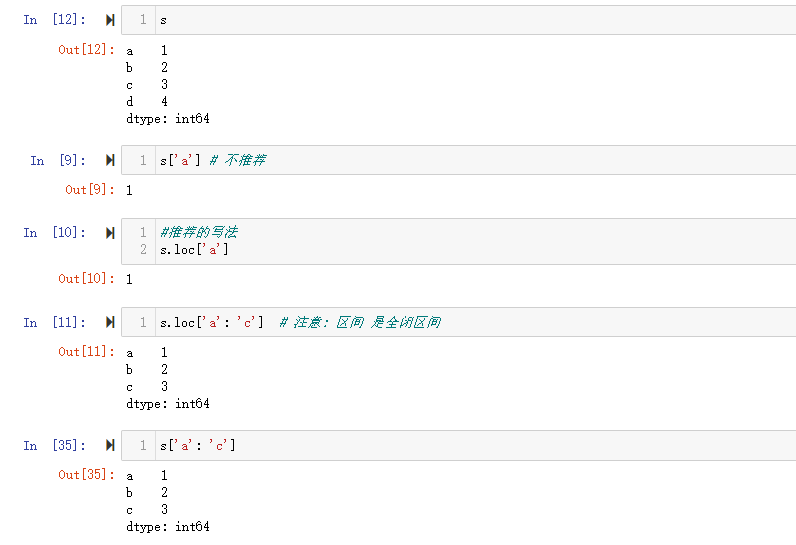 In [12]: 1 s
Out[12]: a 1
b 2
c 3
d 4
dtype: int64
In [9]: 1 s['a'] # 不推荐
Out[9]: 1
In [10]: 1 #推荐的写法
2 s.loc['a']
Out[10]: 1
In [11]: 1 s.loc['a': 'c'] # 注意: 区间 是全闭区间
Out[11]: a 1
b 2
c 3
dtype: int64
In [35]: 1 s['a': 'c']
Out[35]: a 1
b 2
c 3
dtype: int64